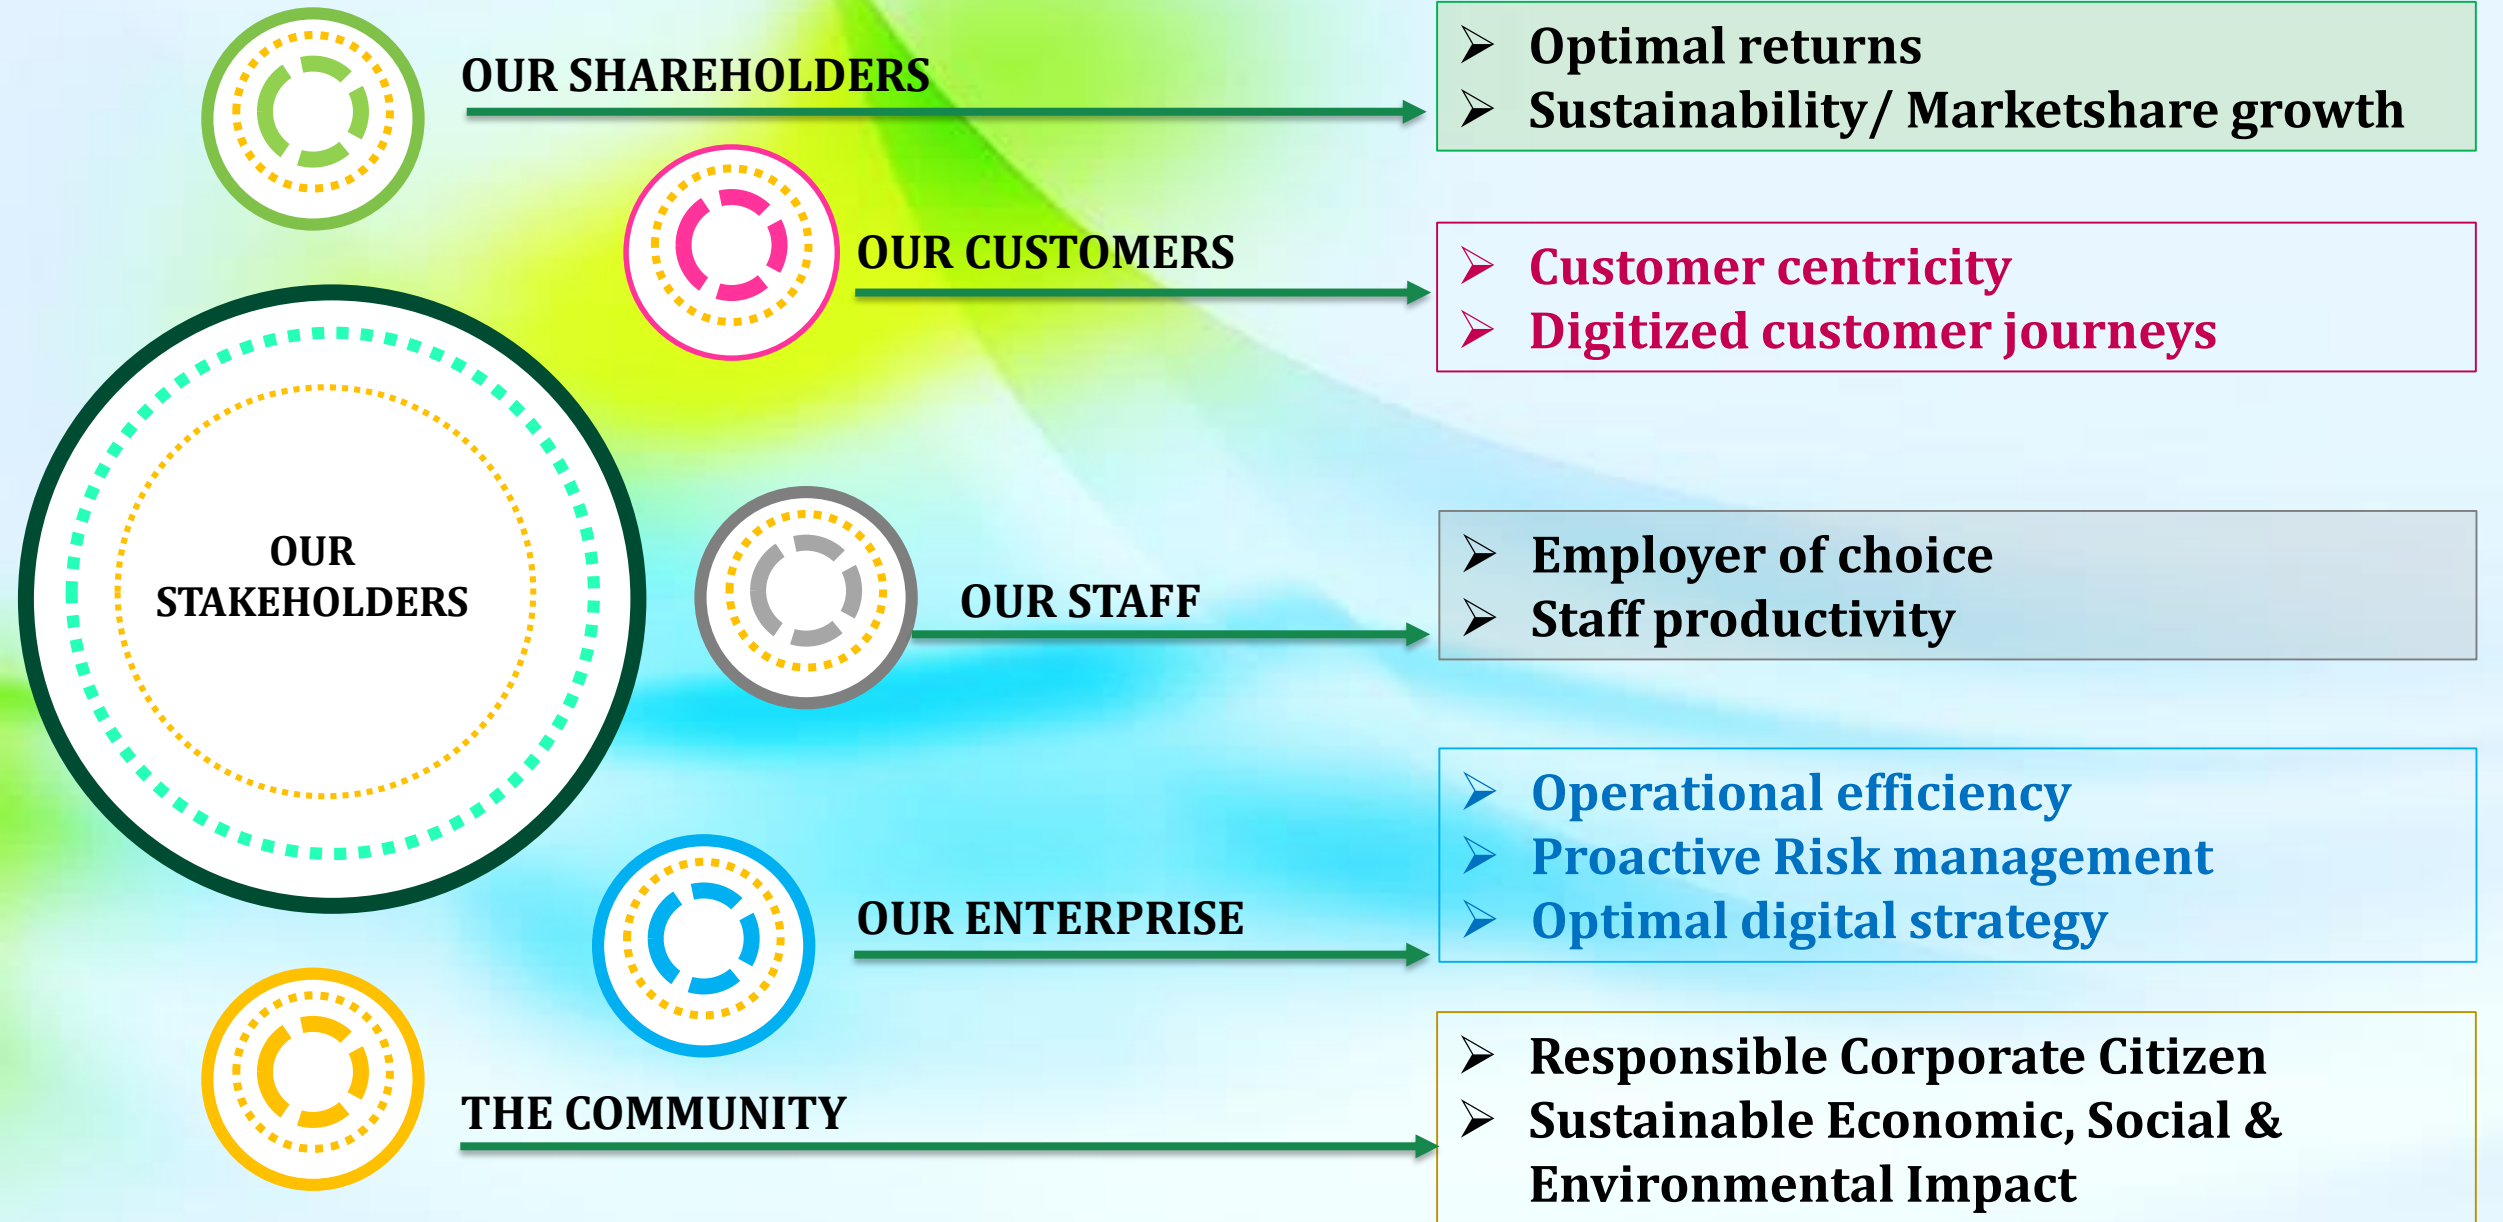 OUR SHAREHOLDERS
➢ Optimal returns
➢ Sustainability/ Marketshare growth
OUR CUSTOMERS
➢ Customer centricity
➢ Digitized customer journeys
OUR
STAKEHOLDERS
OUR STAFF
➢ Employer of choice
➢ Staff productivity
OUR ENTERPRISE
➢ Operational efficiency
➢ Proactive Risk management
➢ Optimal digital strategy
THE COMMUNITY
➢ Responsible Corporate Citizen
➢ Sustainable Economic, Social &
Environmental Impact